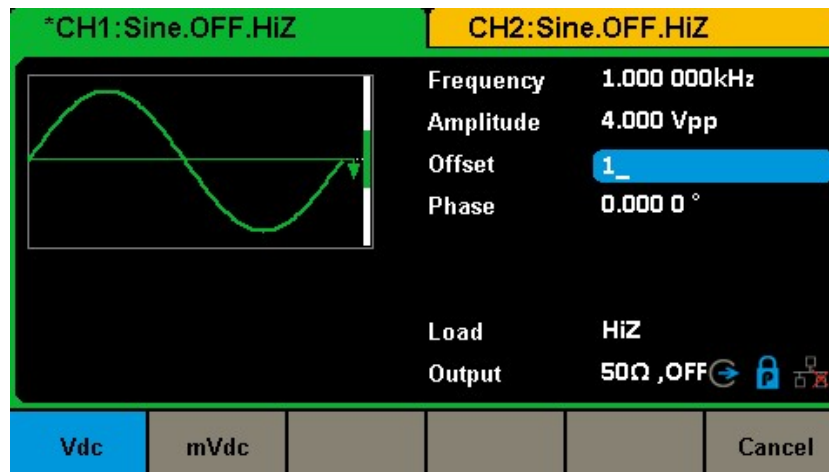 *CH1:Sine.OFF.HiZ CH2:Sine.OFF.HiZ
Frequency 1.000 000kHz
Amplitude 4.000 Vpp
Offset 1_
Phase 0.000 0 °
Load HiZ
Output 50Ω ,OFF P
Vdc mVdc Cancel